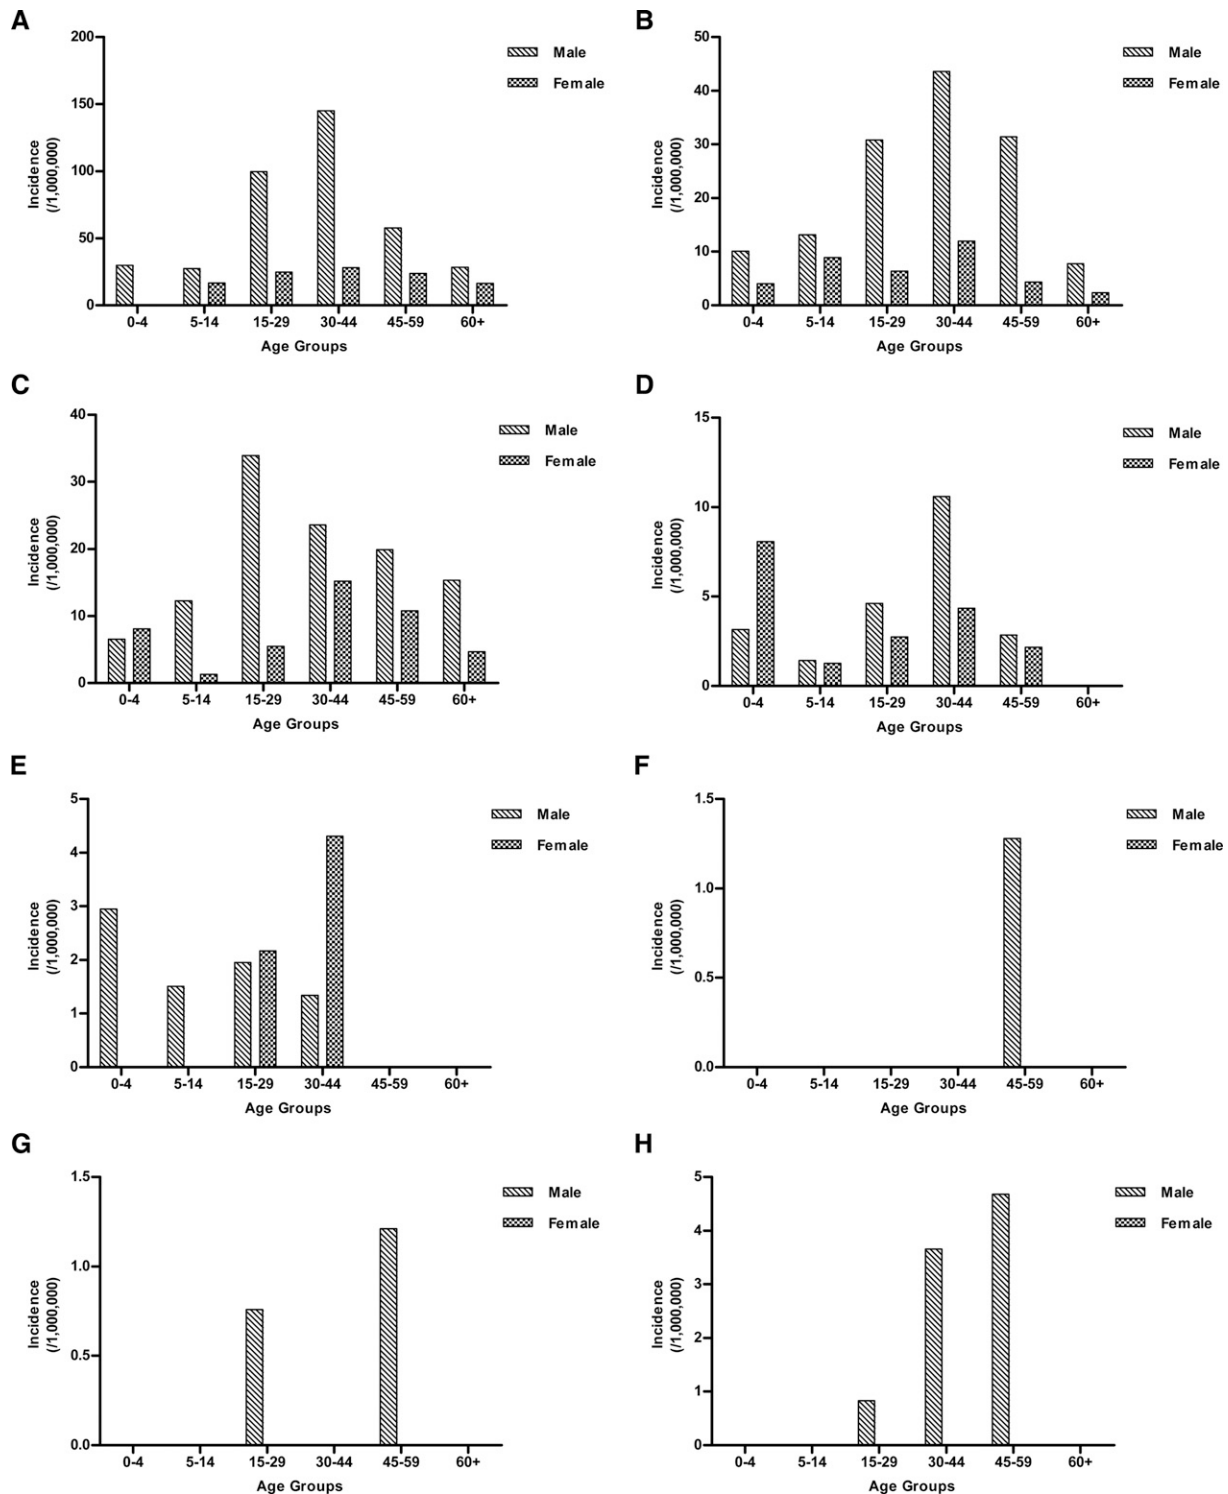 A
200
150
100
50
0
Incidence
(/1,000,000)
0-4 5-14 15-29 30-44 45-59 60+
Age Groups
Male
Female
B
50
40
30
20
10
0
Incidence
(/1,000,000)
0-4 5-14 15-29 30-44 45-59 60+
Age Groups
Male
Female
C
40
30
20
10
0
Incidence
(/1,000,000)
0-4 5-14 15-29 30-44 45-59 60+
Age Groups
Male
Female
D
15
10
5
0
Incidence
(/1,000,000)
0-4 5-14 15-29 30-44 45-59 60+
Age Groups
Male
Female
E
5
4
3
2
1
0
Incidence
(/1,000,000)
0-4 5-14 15-29 30-44 45-59 60+
Age Groups
Male
Female
F
1.5
1.0
0.5
0.0
Incidence
(/1,000,000)
0-4 5-14 15-29 30-44 45-59 60+
Age Groups
Male
Female
G
1.5
1.0
0.5
0.0
Incidence
(/1,000,000)
0-4 5-14 15-29 30-44 45-59 60+
Age Groups
Male
Female
H
5
4
3
2
1
0
Incidence
(/1,000,000)
0-4 5-14 15-29 30-44 45-59 60+
Age Groups
Male
Female